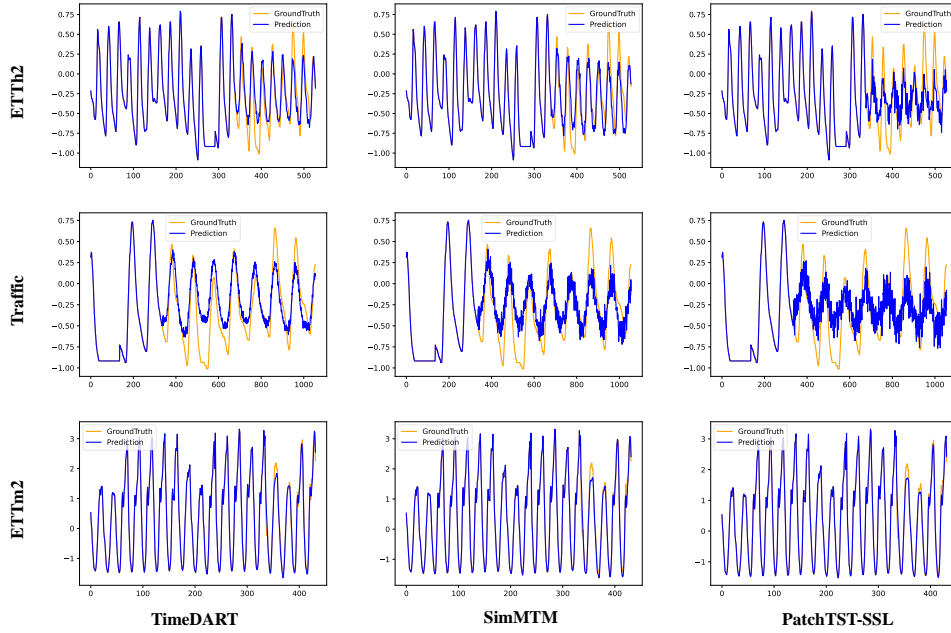 GroundTruth
Prediction
0.75
0.50
0.25
0.00
−0.25
−0.50
−0.75
−1.00
0 100 200 300 400 500
ETTh2
GroundTruth
Prediction
0.75
0.50
0.25
0.00
−0.25
−0.50
−0.75
−1.00
0 100 200 300 400 500
GroundTruth
Prediction
0.75
0.50
0.25
0.00
−0.25
−0.50
−0.75
−1.00
0 100 200 300 400 500
GroundTruth
Prediction
0.75
0.50
0.25
0.00
−0.25
−0.50
−0.75
−1.00
0 200 400 600 800 1000
Traffic
GroundTruth
Prediction
0.75
0.50
0.25
0.00
−0.25
−0.50
−0.75
−1.00
0 200 400 600 800 1000
GroundTruth
Prediction
0.75
0.50
0.25
0.00
−0.25
−0.50
−0.75
−1.00
0 200 400 600 800 1000
GroundTruth
Prediction
3
2
1
0
−1
0 100 200 300 400
ETTm2
GroundTruth
Prediction
3
2
1
0
−1
0 100 200 300 400
GroundTruth
Prediction
3
2
1
0
−1
0 100 200 300 400
TimeDART
SimMTM
PatchTST-SSL